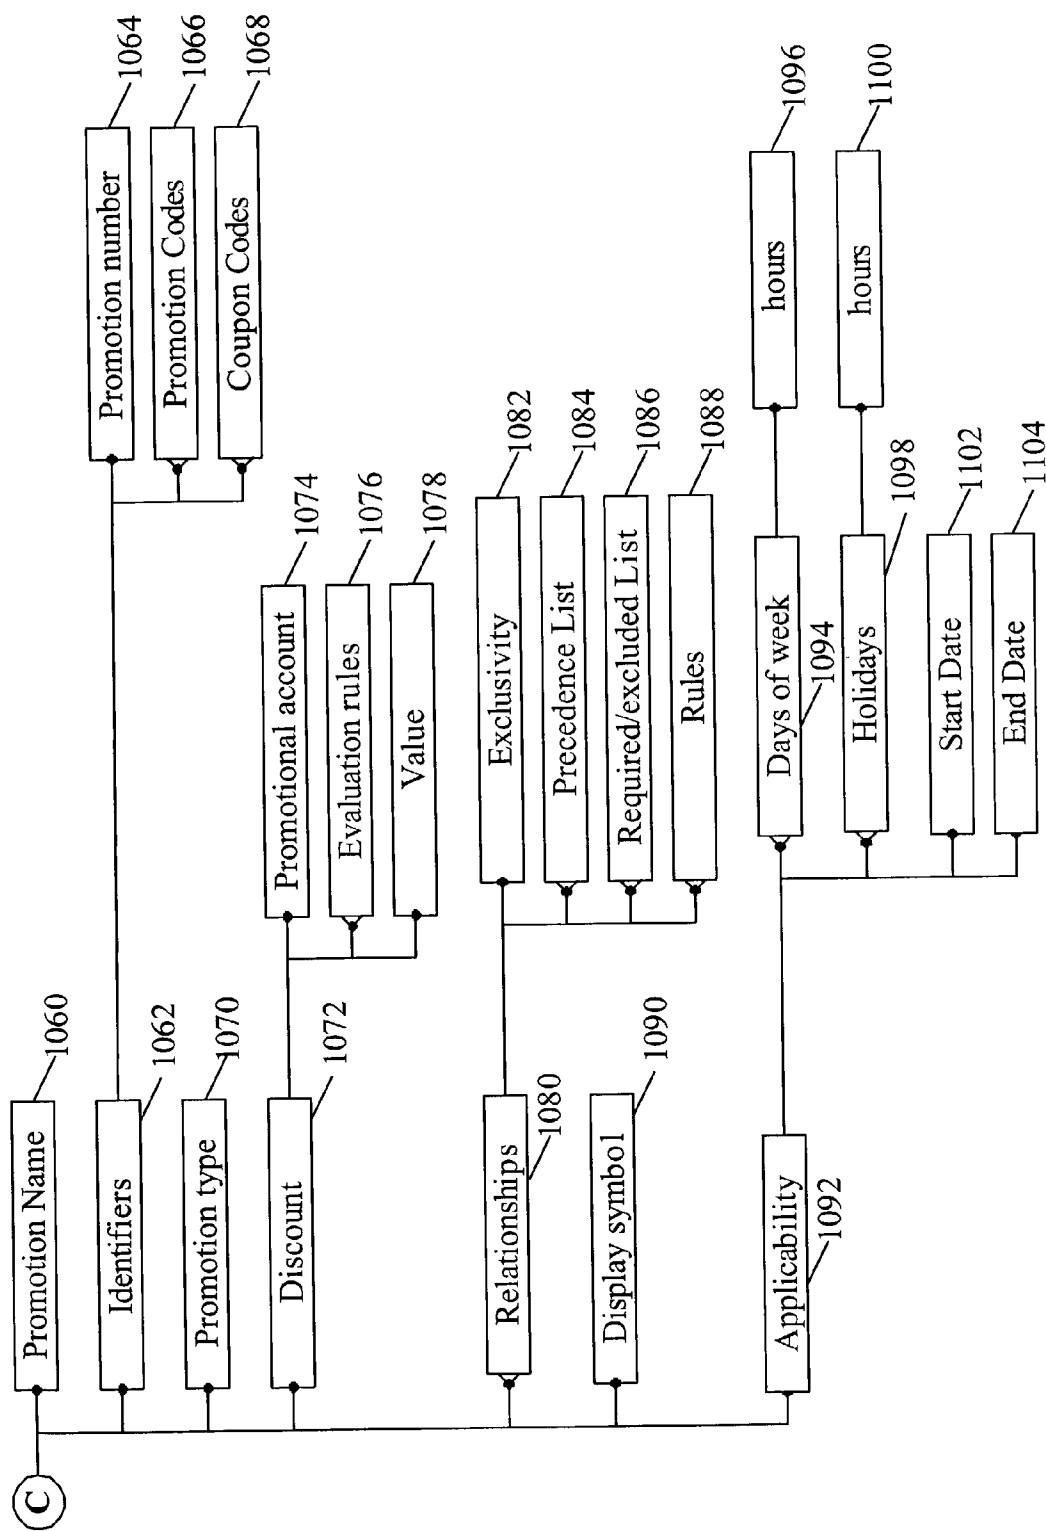 C
Promotion Name
1060
Identifiers
1062
Promotion number
1064
Promotion Codes
1066
Coupon Codes
1068
Promotion type
1070
Discount
1072
Promotional account
1074
Evaluation rules
1076
Value
1078
Relationships
1080
Exclusivity
1082
Precedence List
1084
Required/excluded List
1086
Rules
1088
Display symbol
1090
Applicability
1092
Days of week
1094
hours
1096
Holidays
1098
hours
1100
Start Date
1102
End Date
1104